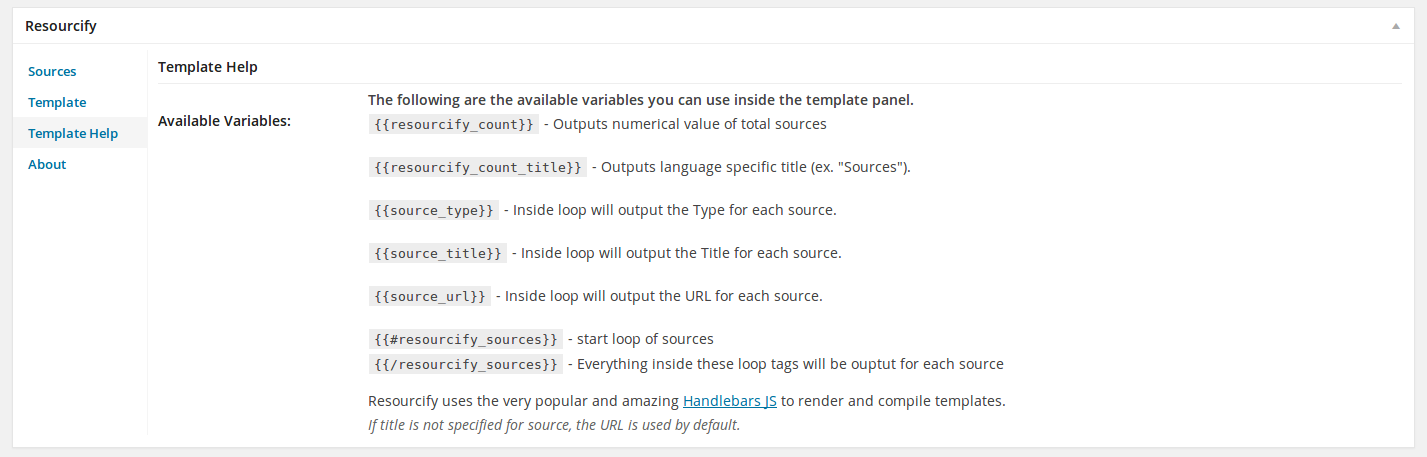 Resourcify
Sources
Template
Template Help
About
Template Help
Available Variables:
The following are the available variables you can use inside the template panel.
{{resourcify_count}} - Outputs numerical value of total sources
{{resourcify_count_title}} - Outputs language specific title (ex. "Sources").
{{source_type}} - Inside loop will output the Type for each source.
{{source_title}} - Inside loop will output the Title for each source.
{{source_url}} - Inside loop will output the URL for each source.
{{#resourcify_sources}} - start loop of sources
{{/resourcify_sources}} - Everything inside these loop tags will be ouptut for each source
Resourcify uses the very popular and amazing Handlebars JS to render and compile templates.
If title is not specified for source, the URL is used by default.